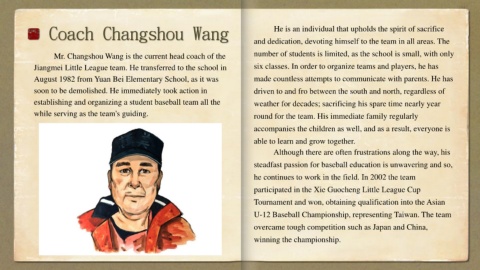 Coach Changshou Wang
Mr. Changshou Wang is the current head coach of the
Jiangmei Little League team. He transferred to the school in
August 1982 from Yuan Bei Elementary School, as it was
soon to be demolished. He immediately took action in
establishing and organizing a student baseball team all the
while serving as the team's guiding.
He is an individual that upholds the spirit of sacrifice
and dedication, devoting himself to the team in all areas. The
number of students is limited, as the school is small, with only
six classes. In order to organize teams and players, he has
made countless attempts to communicate with parents. He has
driven to and fro between the south and north, regardless of
weather for decades; sacrificing his spare time nearly year
round for the team. His immediate family regularly
accompanies the children as well, and as a result, everyone is
able to learn and grow together.
Although there are often frustrations along the way, his
steadfast passion for baseball education is unwavering and so,
he continues to work in the field. In 2002 the team
participated in the Xie Guocheng Little League Cup
Tournament and won, obtaining qualification into the Asian
U-12 Baseball Championship, representing Taiwan. The team
overcame tough competition such as Japan and China,
winning the championship.